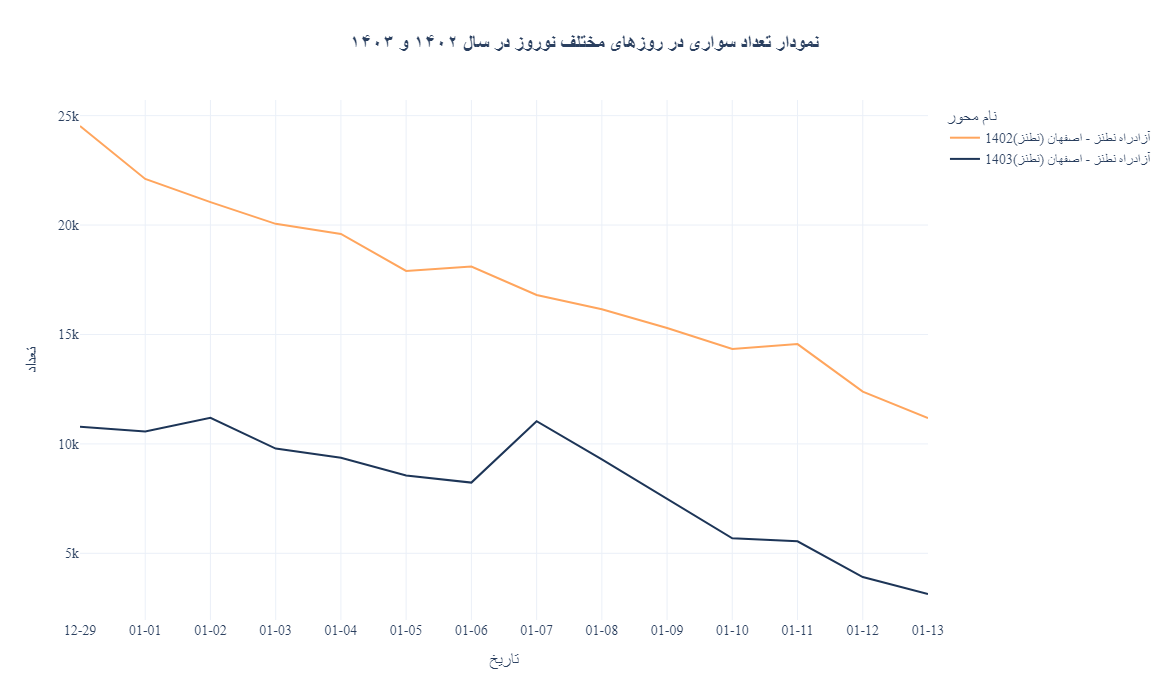 نمودار تعداد سواری در روزهای مختلف نوروز در سال ۱۴۰۲ و ۱۴۰۳
نام محور
آزادراه نطنز - اصفهان (نطنز)1402
آزادراه نطنز - اصفهان (نطنز)1403
25k
20k
15k
10k
5k
تعداد
12-29 01-01 01-02 01-03 01-04 01-05 01-06 01-07 01-08 01-09 01-10 01-11 01-12 01-13
تاریخ